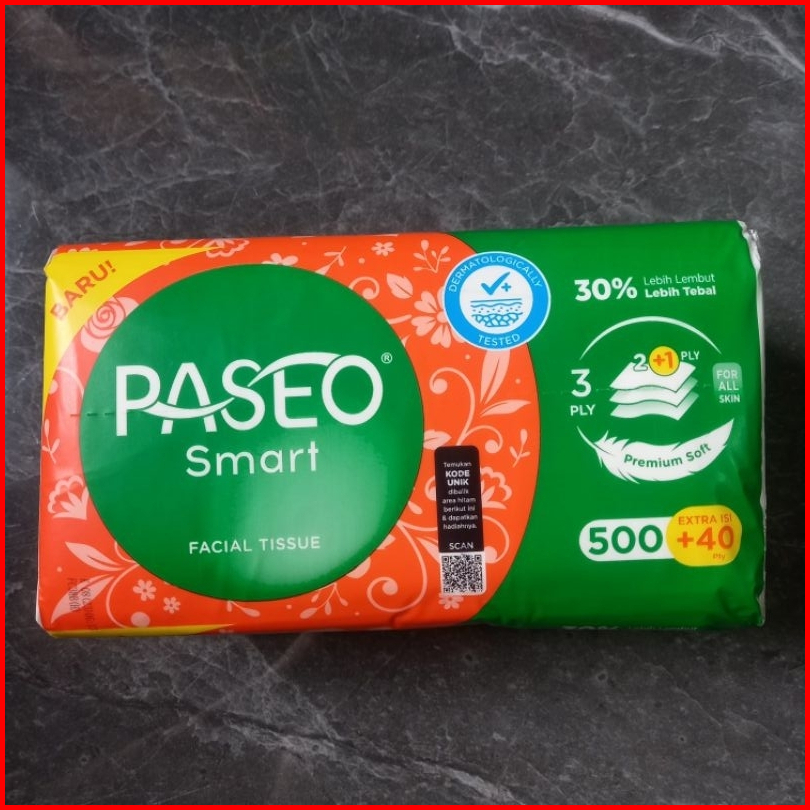 BARU!
PASEO®
Smart
FACIAL TISSUE
DERMATOLOGICALLY
TESTED
30% Lebih Lembut
Lebih Tebal
3
PLY
2 +1 PLY
FOR
ALL
SKIN
Premium Soft
500
EXTRA ISI
+40
Ply
Temukan
KODE
UNIK
dibalik
area hitam
berikut ini
& dapatkan
hadiahnya.
SCAN